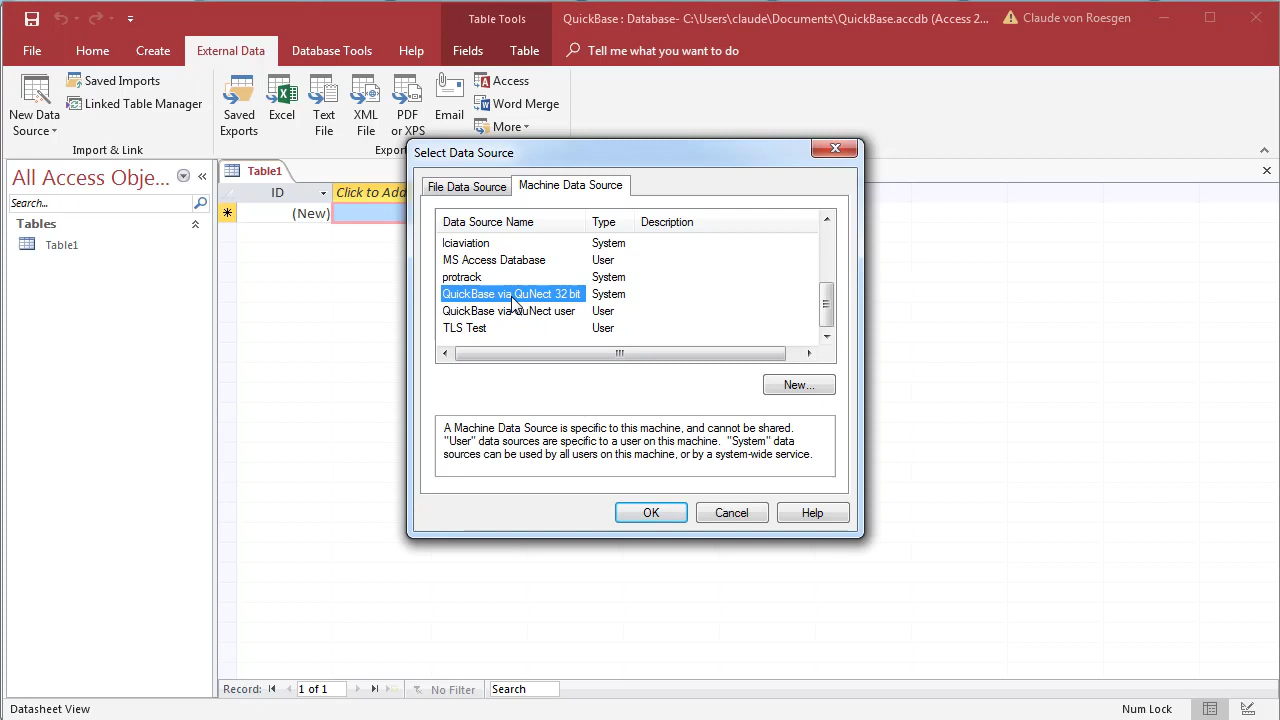 Table Tools
QuickBase : Database- C:\Users\claude\Documents\QuickBase.accdb (Access 2...
Claude von Roesgen
File
Home
Create
External Data
Database Tools
Help
Fields
Table
Tell me what you want to do
New Data
Source
Saved Imports
Linked Table Manager
Import & Link
Saved
Exports
Excel
Text
File
XML
File
PDF
or XPS
Email
Access
Word Merge
More
Export
All Access Obje...
Search...
Tables
Table1
Table1
ID
Click to Add
(New)
Select Data Source
File Data Source
Machine Data Source
Data Source Name
Type
Description
lciaviation
System
MS Access Database
User
protrack
System
QuickBase via QuNect 32 bit
System
QuickBase via QuNect user
User
TLS Test
User
New...
A Machine Data Source is specific to this machine, and cannot be shared.
"User" data sources are specific to a user on this machine. "System" data
sources can be used by all users on this machine, or by a system-wide service.
OK
Cancel
Help
Record:
1 of 1
No Filter
Search
Datasheet View
Num Lock